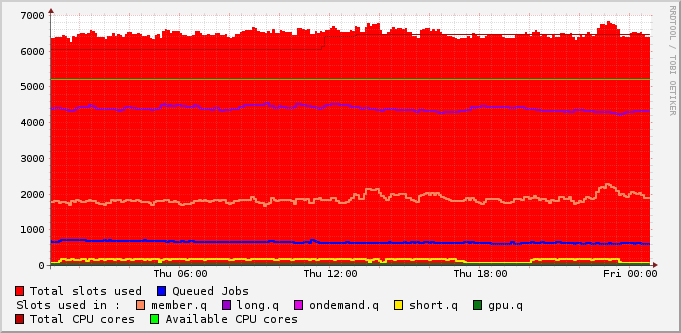 RRDTOOL / TOBI OETIKER
7000
6000
5000
4000
3000
2000
1000
0
Thu 06:00 Thu 12:00 Thu 18:00 Fri 00:00
Total slots used Queued Jobs
Slots used in : member.q long.q ondemand.q short.q gpu.q
Total CPU cores Available CPU cores